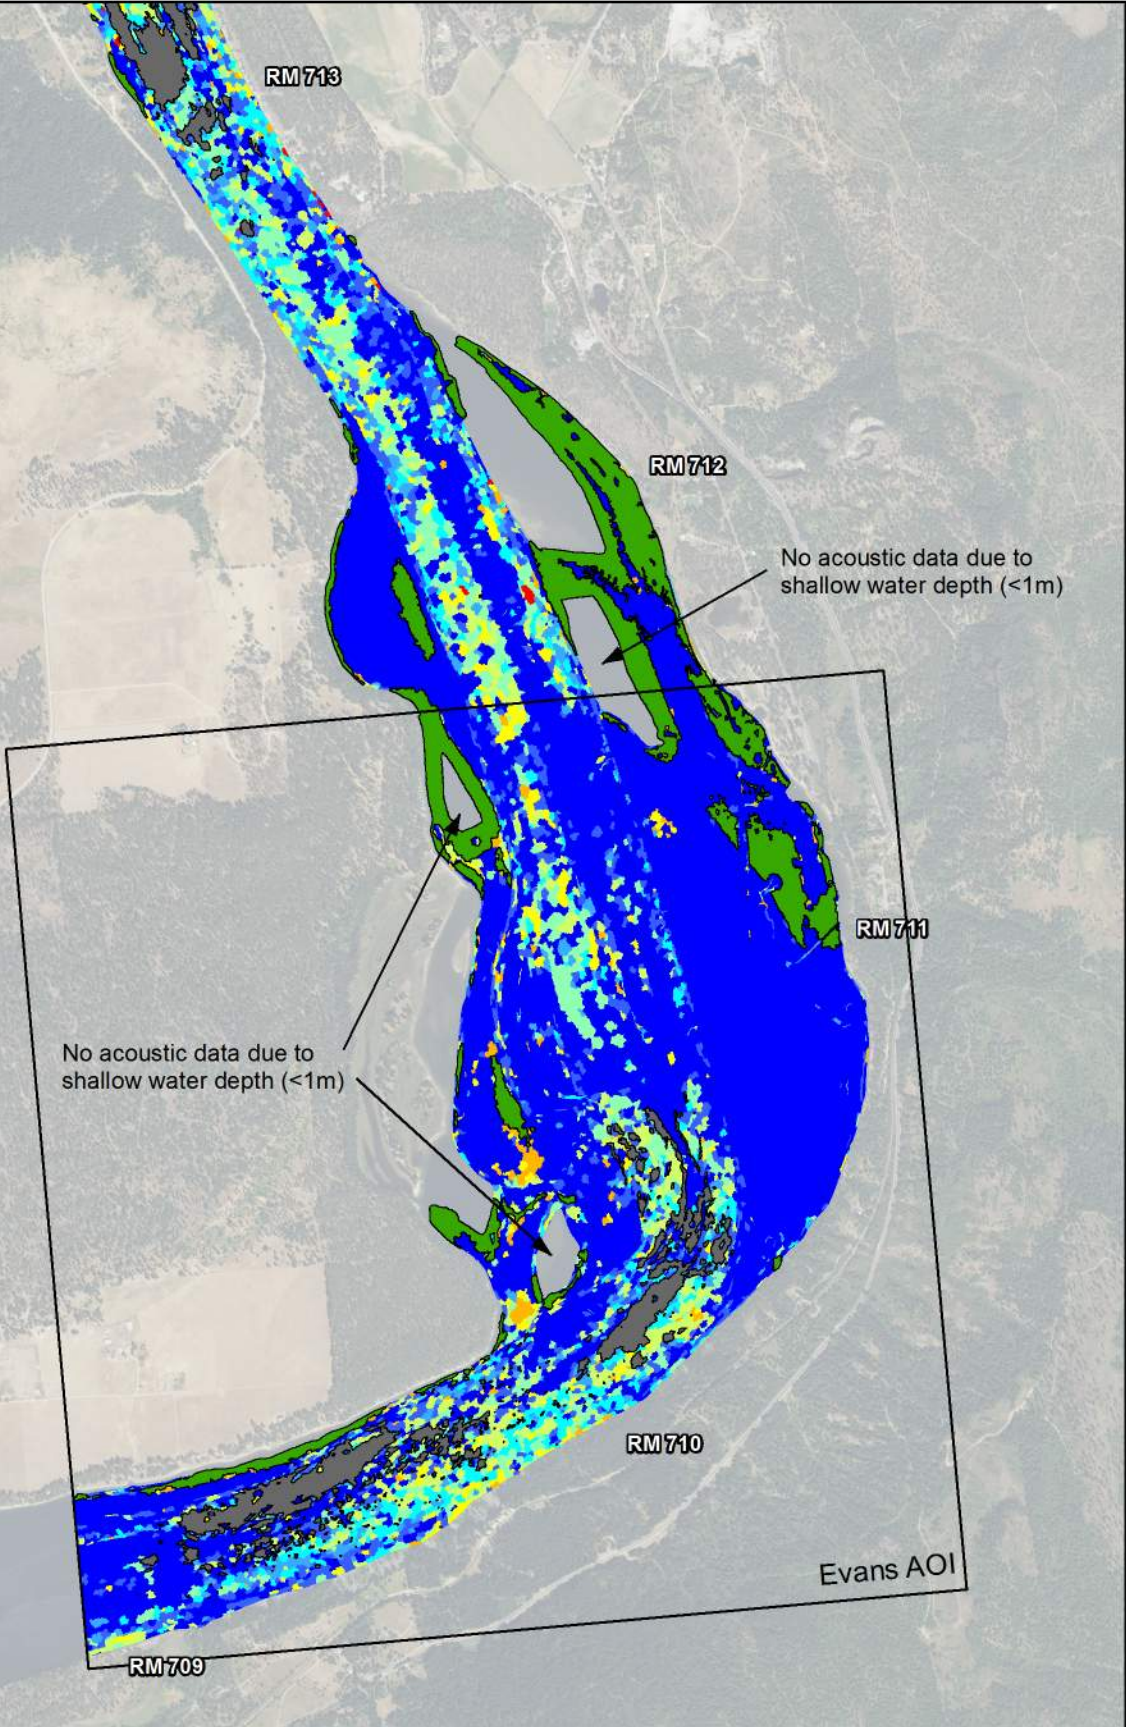 RM 713
RM 712
No acoustic data due to
shallow water depth (<1m)
RM 711
No acoustic data due to
shallow water depth (<1m)
RM 710
Evans AOI
RM 709